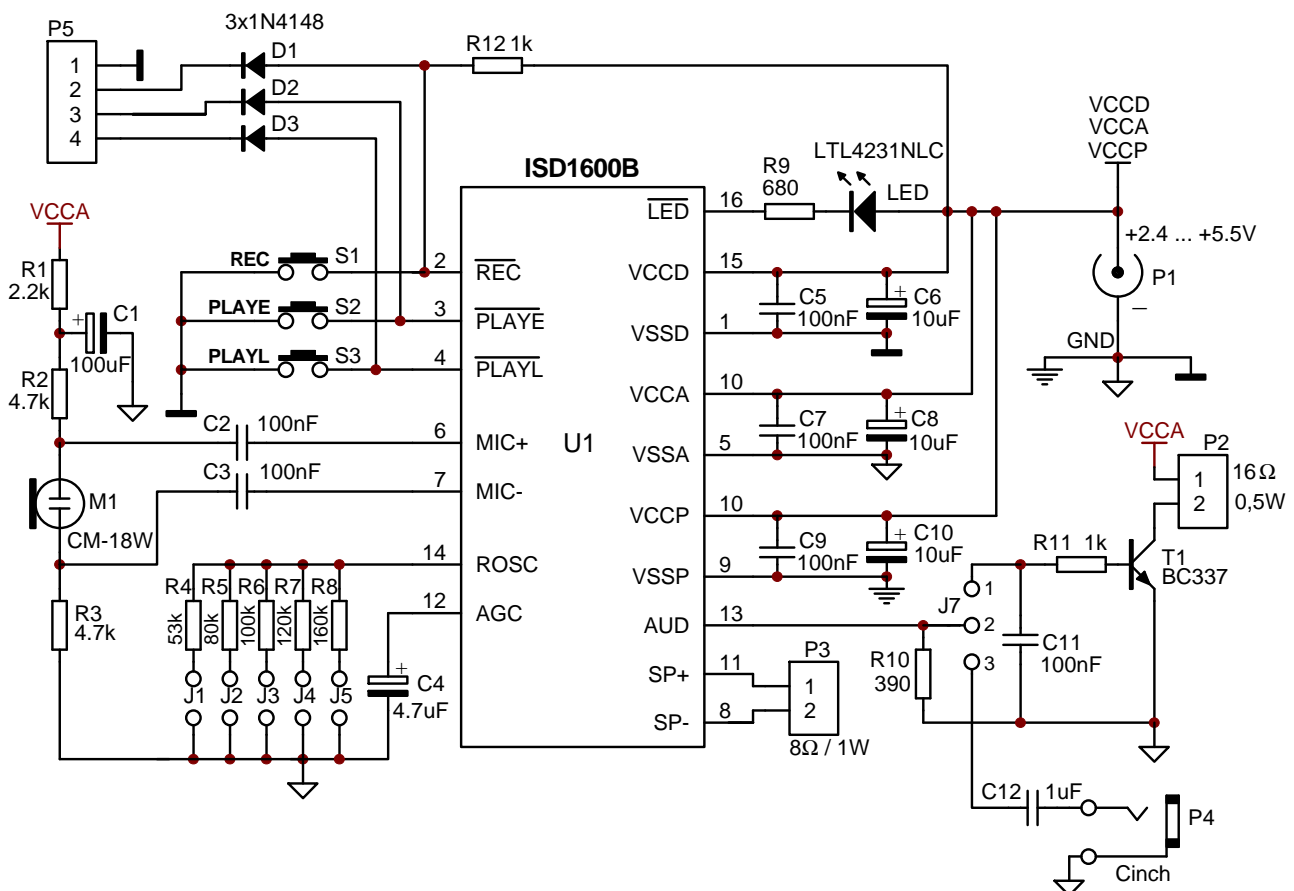 3x1N4148
P5
1
2
3
4
D1
D2
D3
R12 1k
VCCD
VCCA
VCCP
+2.4 ... +5.5V
P1
−
GND
ISD1600B
U1
LTL4231NLC
LED
R9
680
VCCA
R1
2.2k
C1
+
100uF
R2
4.7k
M1
CM-18W
R3
4.7k
REC
S1
PLAYE
S2
PLAYL
S3
C2
100nF
C3
100nF
2
REC
3
PLAYE
4
PLAYL
6
MIC+
7
MIC-
14
ROSC
12
AGC
R4
53k
R5
80k
R6
100k
R7
120k
R8
160k
J1
J2
J3
J4
J5
+
C4
4.7uF
LED
16
VCCD
15
VSSD
1
VCCA
10
VSSA
5
VCCP
10
VSSP
9
AUD
13
SP+
11
SP-
8
C5
100nF
+
C6
10uF
C7
100nF
+
C8
10uF
C9
100nF
+
C10
10uF
P3
1
2
8Ω / 1W
R10
390
J7
1
2
3
C11
100nF
R11 1k
T1
BC337
VCCA
P2
1
2
16Ω
0,5W
C12
1uF
P4
Cinch